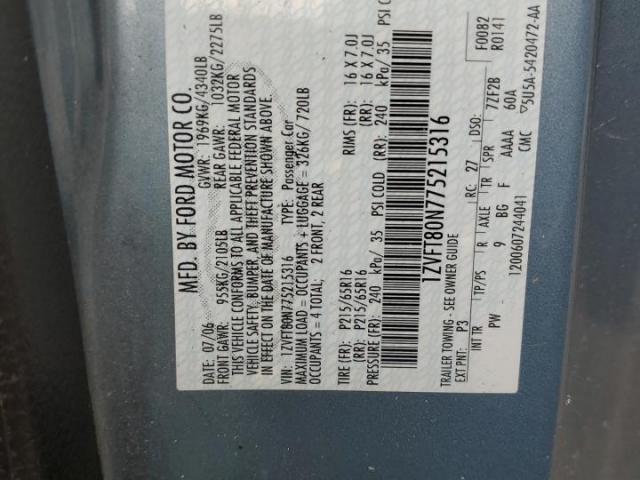 MFD. BY FORD MOTOR CO.
DATE: 07/06 GVWR: 1969KG/4340LB
FRONT GAWR: 955KG/2105LB REAR GAWR: 1032KG/2275LB
THIS VEHICLE CONFORMS TO ALL APPLICABLE FEDERAL MOTOR
VEHICLE SAFETY, BUMPER, AND THEFT PREVENTION STANDARDS
IN EFFECT ON THE DATE OF MANUFACTURE SHOWN ABOVE.
VIN: 1ZVFT80N775215316 TYPE: Passenger Car
MAXIMUM LOAD = OCCUPANTS + LUGGAGE = 326KG/720LB
OCCUPANTS = 4 TOTAL; 2 FRONT, 2 REAR
TIRE (FR): P215/65R16 RIMS (FR): 16 X 7.0J
(RR): P215/65R16 (RR): 16 X 7.0J
PRESSURE (FR): 240 kPa/ 35 PSI COLD (RR): 240 kPa/ 35 PSI C
1ZVFT80N775215316
TRAILER TOWING - SEE OWNER GUIDE
EXT PNT: P3 RC: 27 DSO: F0082
R0141
INT TR TP/PS R AXLE TR SPR 7ZF2B
PW 9 BG F AAAA 60A
1200607244041 CMC ▽5U5A-5420472-AA